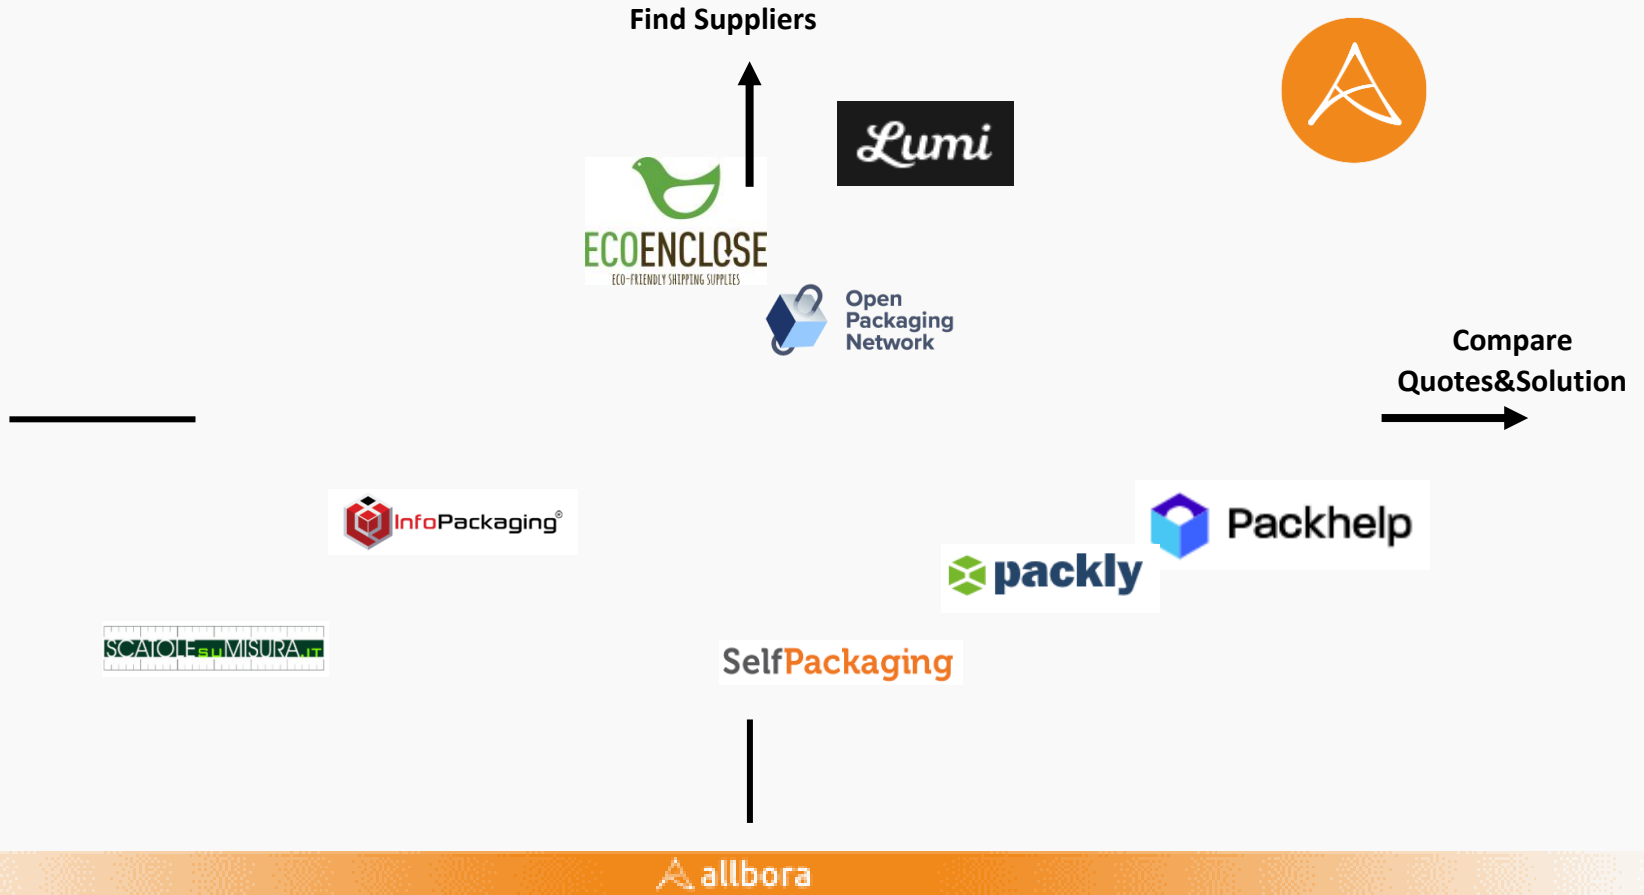 Find Suppliers
Lumi
ECOENCLOSE
ECO-FRIENDLY SHIPPING SUPPLIES
Open
Packaging
Network
Compare
Quotes&Solution
InfoPackaging®
Packhelp
packly
SCATOLEsuMISURA.IT
SelfPackaging
allbora